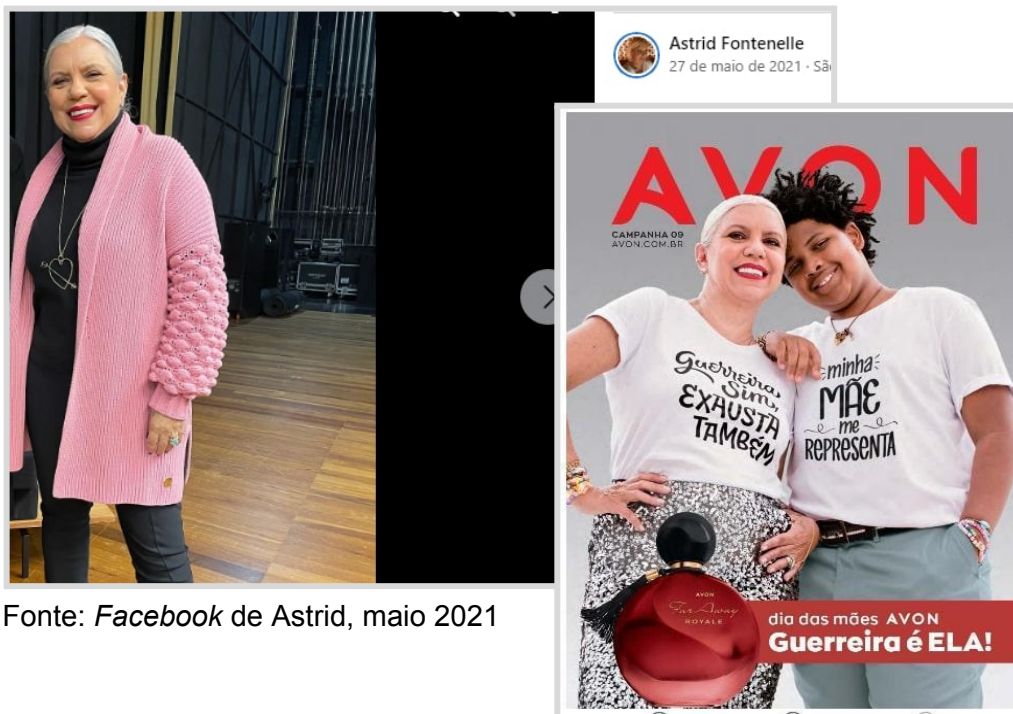 Astrid Fontenelle
27 de maio de 2021 · Sã
AVON
CAMPANHA 09
AVON.COM.BR
Guerreira
Sim,
EXAUSTA
TAMBÉM
minha
MÃE
me
REPRESENTA
AVON
Far Away
ROYALE
dia das mães AVON
Guerreira é ELA!
Fonte: Facebook de Astrid, maio 2021